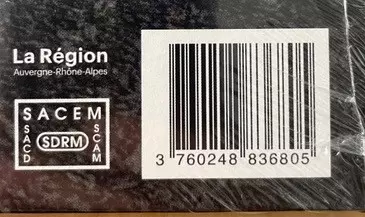 La Région
Auvergne-Rhône-Alpes
SACEM
SACD
SDRM
SCAM
3 760248 836805